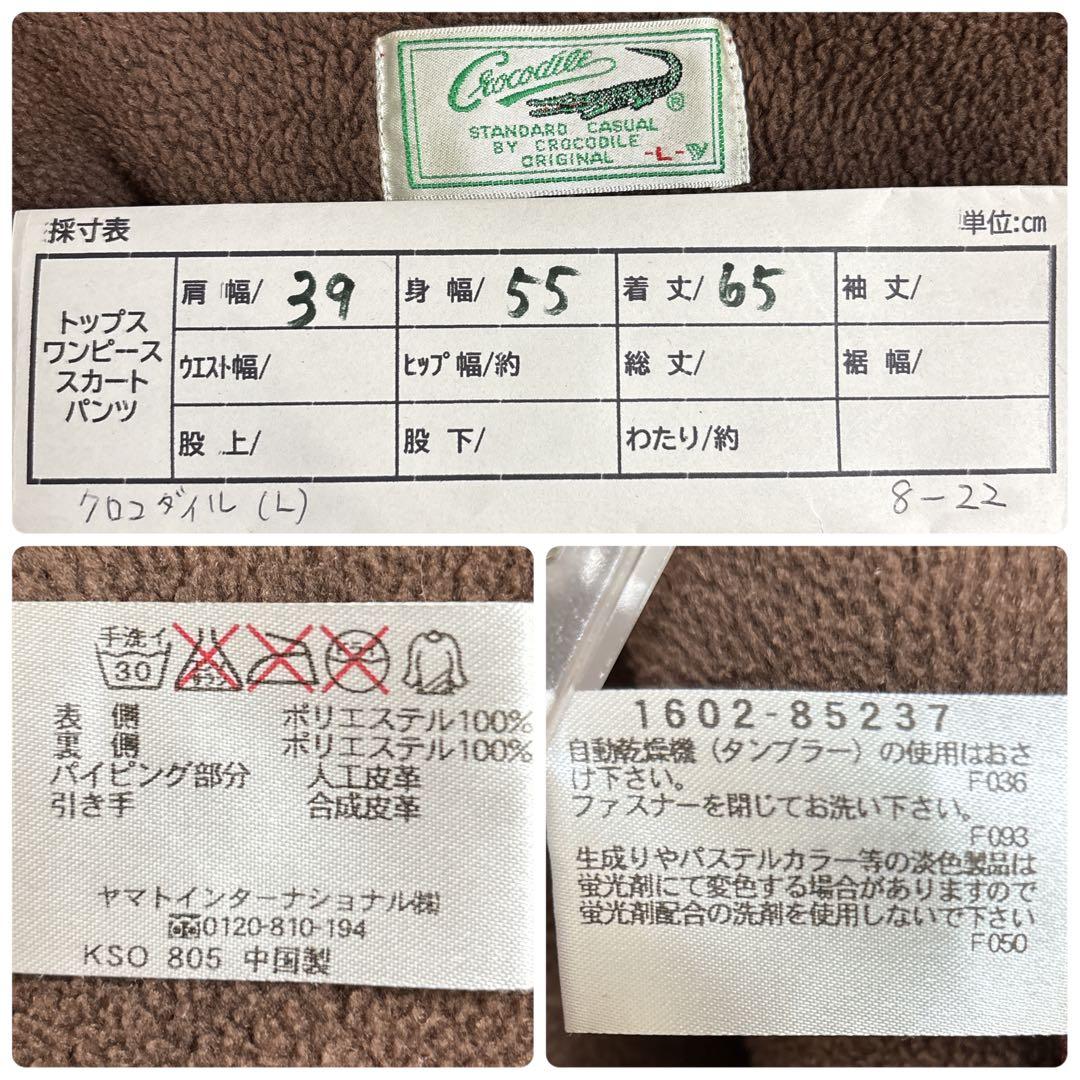 Crocodile
®
STANDARD CASUAL
BY CROCODILE
ORIGINAL -L-
採寸表 単位:cm
トップス
ワンピース
スカート
パンツ
肩 幅/ 39 身 幅/ 55 着 丈/ 65 袖 丈/
ウエスト幅/ ヒップ幅/約 総 丈/ 裾 幅/
股 上/ 股 下/ わたり/約
クロコダイル(L) 8-22
手洗イ
30
表 側 ポリエステル100%
裏 側 ポリエステル100%
パイピング部分 人工皮革
引き手 合成皮革
ヤマトインターナショナル㈱
0120-810-194
KSO 805 中国製
1602-85237
自動乾燥機(タンブラー)の使用はおさ
け下さい。 F036
ファスナーを閉じてお洗い下さい。
F093
生成りやパステルカラー等の淡色製品は
蛍光剤にて変色する場合がありますので
蛍光剤配合の洗剤を使用しないで下さい
F050